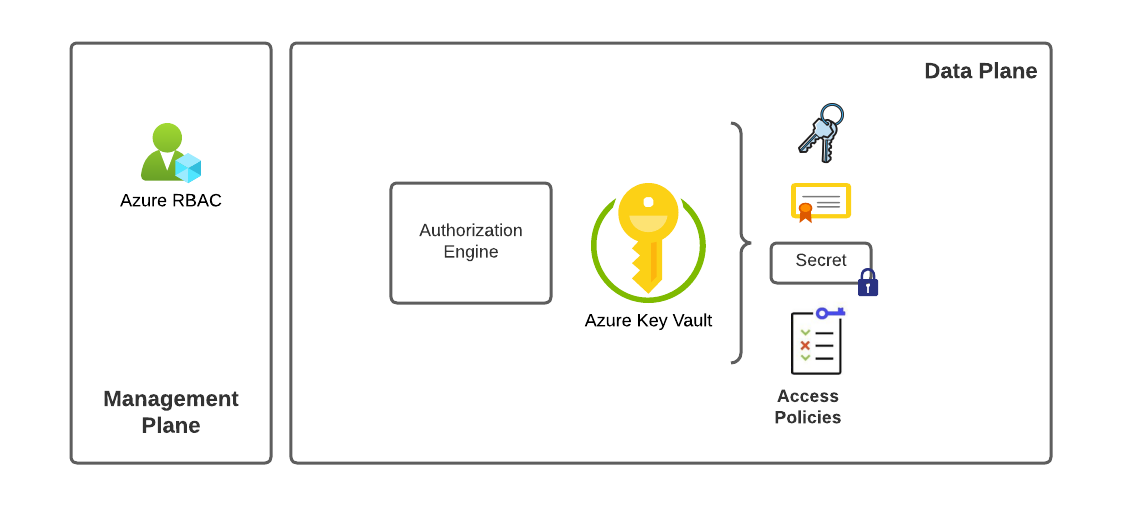 Azure RBAC
Management
Plane
Data Plane
Authorization
Engine
Azure Key Vault
Secret
Access
Policies